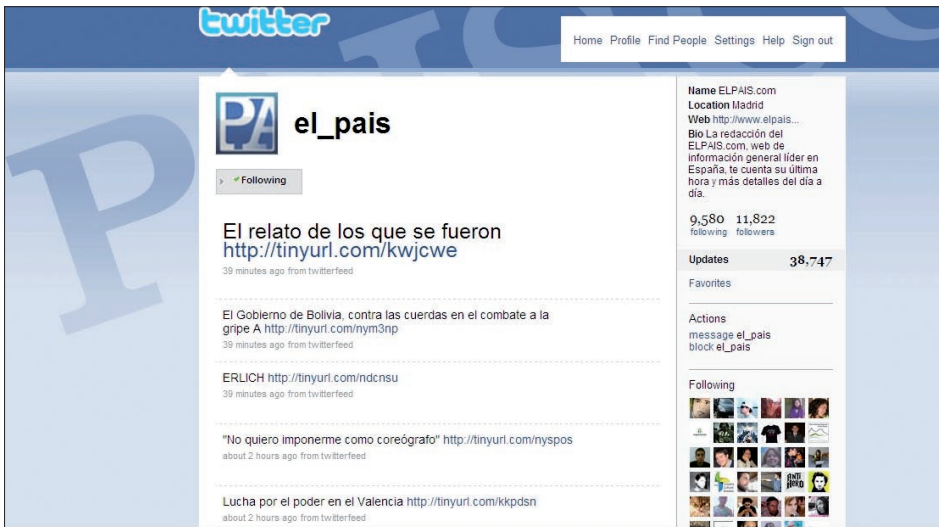 twitter
Home Profile Find People Settings Help Sign out
el_pais
Following
El relato de los que se fueron
http://tinyurl.com/kwjcwe
39 minutes ago from twitterfeed
El Gobierno de Bolivia, contra las cuerdas en el combate a la
gripe A http://tinyurl.com/nym3np
39 minutes ago from twitterfeed
ERLICH http://tinyurl.com/ndcnsu
39 minutes ago from twitterfeed
"No quiero imponerme como coreógrafo" http://tinyurl.com/nyspos
about 2 hours ago from twitterfeed
Lucha por el poder en el Valencia http://tinyurl.com/kkpdsn
about 2 hours ago from twitterfeed
Name ELPAIS.com
Location Madrid
Web http://www.elpais...
Bio La redacción del
ELPAIS.com, web de
información general líder en
España, te cuenta su última
hora y más detalles del día a
día.
9,580 11,822
following followers
Updates 38,747
Favorites
Actions
message el_pais
block el_pais
Following
ANTI
HERO